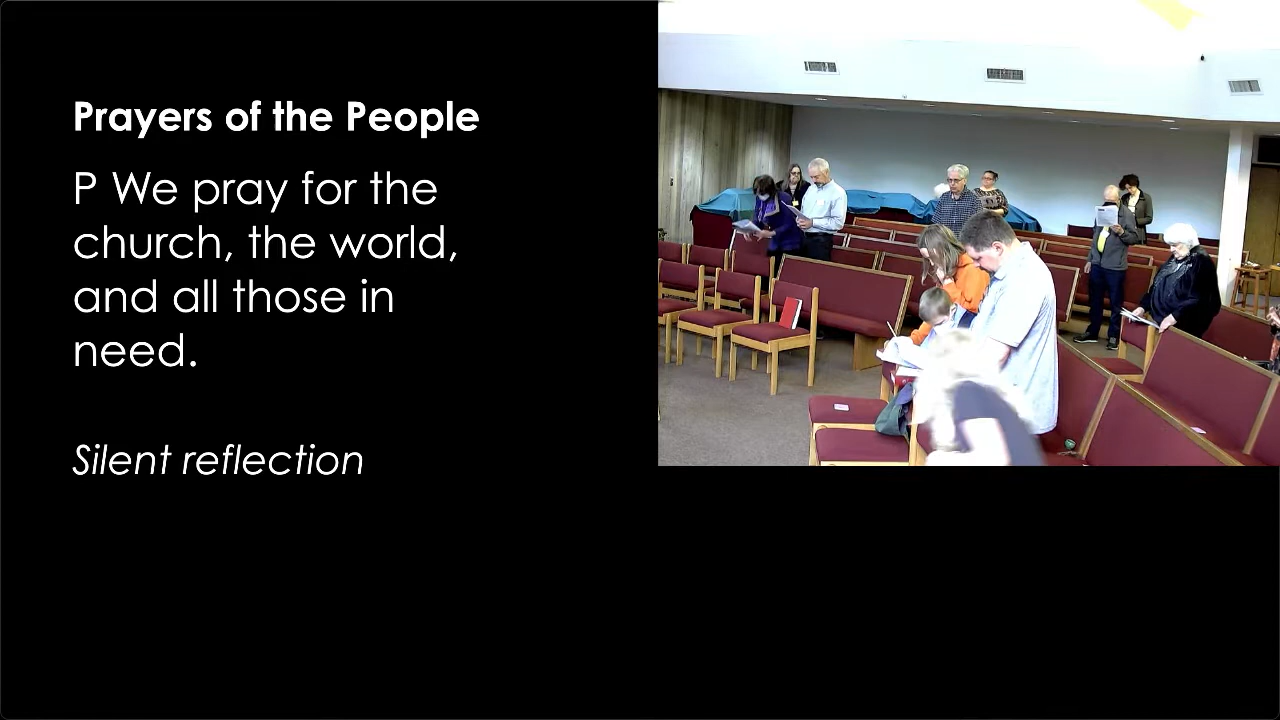 Prayers of the People
P We pray for the
church, the world,
and all those in
need.
Silent reflection